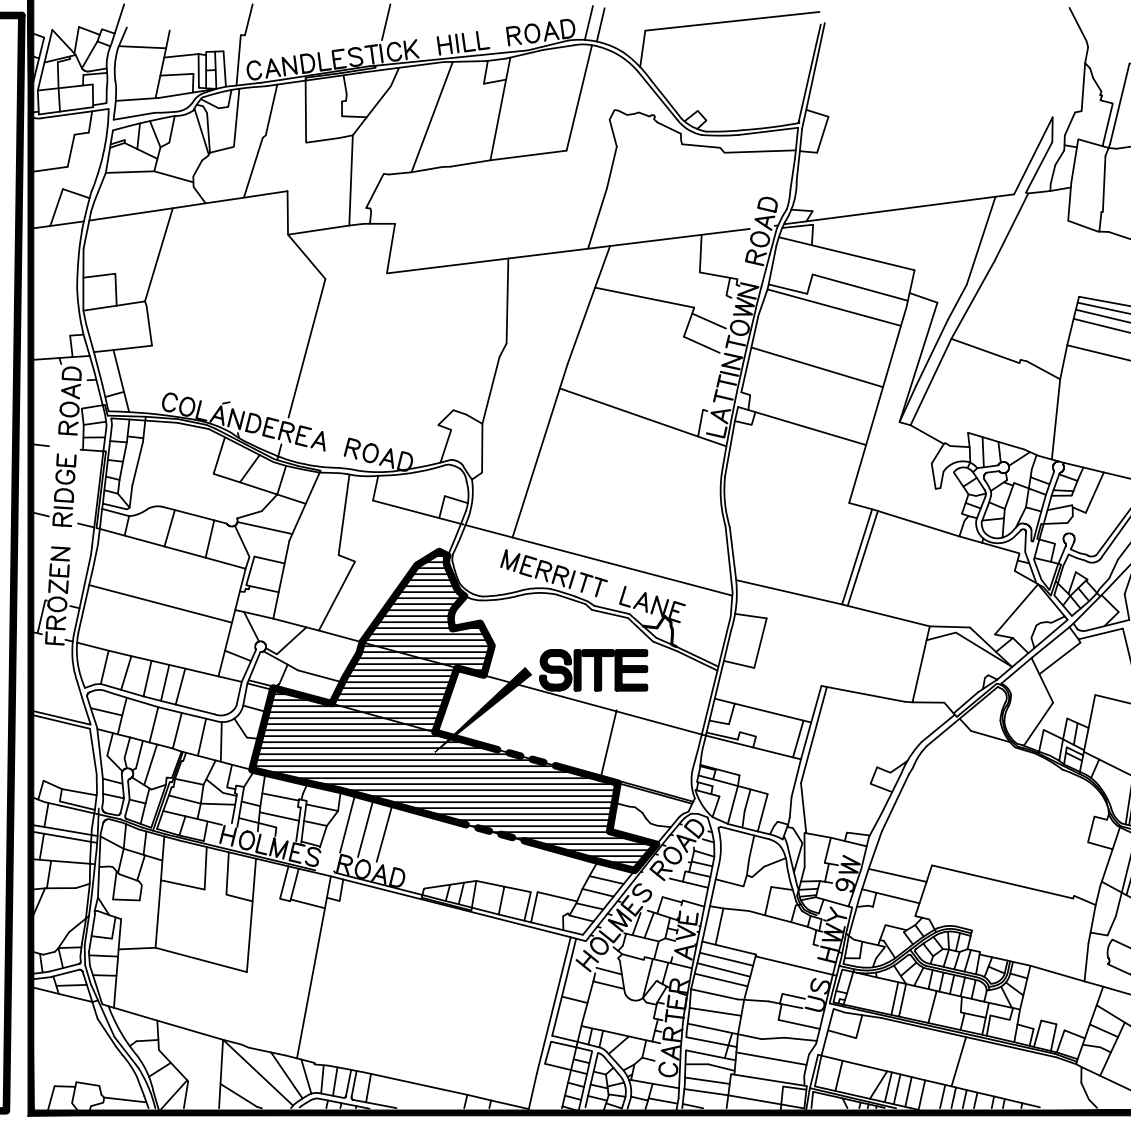 CANDLESTICK HILL ROAD
LATTINTOWN ROAD
COLANDEREA ROAD
FROZEN RIDGE ROAD
MERRITT LANE
SITE
HOLMES ROAD
HOLMES ROAD
CARTER AVE
US HWY 9W